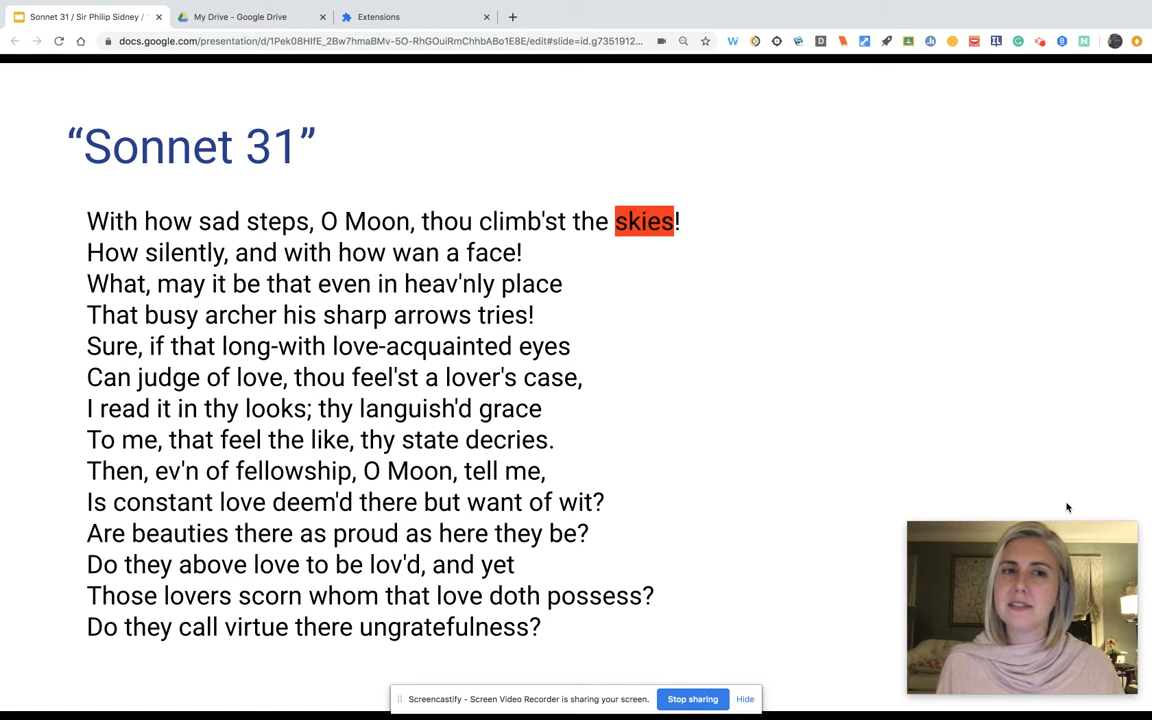 Sonnet 31 / Sir Philip Sidney /
My Drive - Google Drive
Extensions
docs.google.com/presentation/d/1Pek08HIfE_2Bw7hmaBMv-5O-RhGOuiRmChhbABo1E8E/edit#slide=id.g7351912...
“Sonnet 31”
With how sad steps, O Moon, thou climb'st the skies!
How silently, and with how wan a face!
What, may it be that even in heav'nly place
That busy archer his sharp arrows tries!
Sure, if that long-with love-acquainted eyes
Can judge of love, thou feel'st a lover's case,
I read it in thy looks; thy languish'd grace
To me, that feel the like, thy state decries.
Then, ev'n of fellowship, O Moon, tell me,
Is constant love deem'd there but want of wit?
Are beauties there as proud as here they be?
Do they above love to be lov'd, and yet
Those lovers scorn whom that love doth possess?
Do they call virtue there ungratefulness?
Screencastify - Screen Video Recorder is sharing your screen.
Stop sharing
Hide